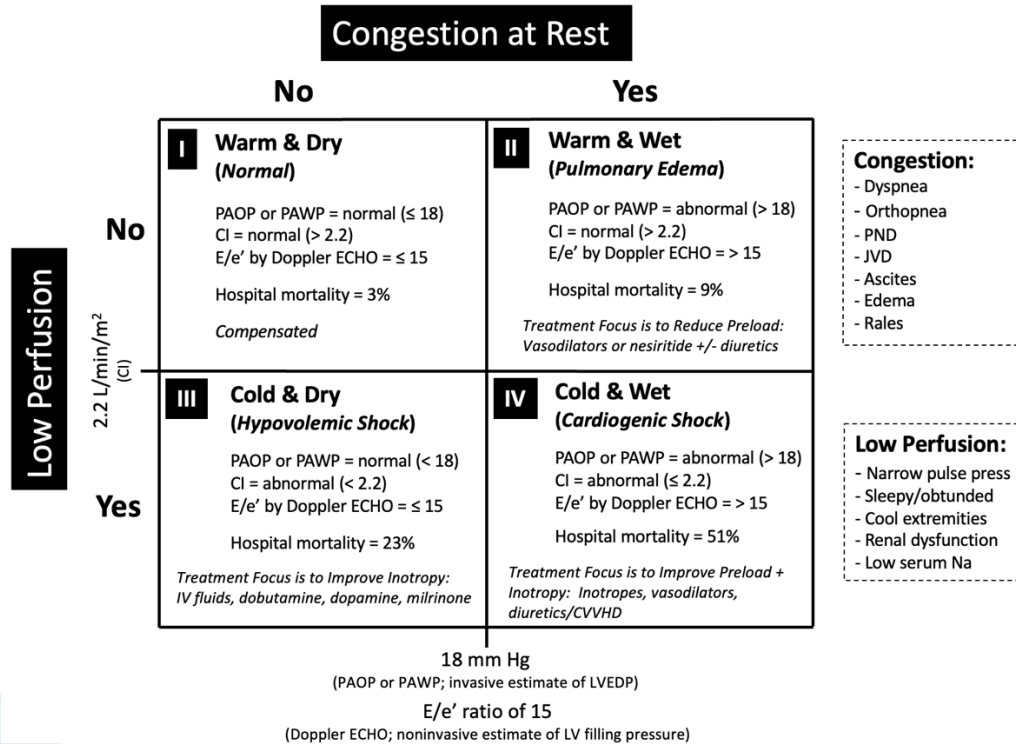 Congestion at Rest
No
Yes
Low Perfusion
2.2 L/min/m²
(CI)
No
Yes
I
Warm & Dry
(Normal)
PAOP or PAWP = normal (≤ 18)
CI = normal (> 2.2)
E/e' by Doppler ECHO = ≤ 15
Hospital mortality = 3%
Compensated
II
Warm & Wet
(Pulmonary Edema)
PAOP or PAWP = abnormal (> 18)
CI = normal (> 2.2)
E/e' by Doppler ECHO = > 15
Hospital mortality = 9%
Treatment Focus is to Reduce Preload:
Vasodilators or nesiritide +/- diuretics
III
Cold & Dry
(Hypovolemic Shock)
PAOP or PAWP = normal (< 18)
CI = abnormal (< 2.2)
E/e' by Doppler ECHO = ≤ 15
Hospital mortality = 23%
Treatment Focus is to Improve Inotropy:
IV fluids, dobutamine, dopamine, milrinone
IV
Cold & Wet
(Cardiogenic Shock)
PAOP or PAWP = abnormal (> 18)
CI = abnormal (≤ 2.2)
E/e' by Doppler ECHO = > 15
Hospital mortality = 51%
Treatment Focus is to Improve Preload +
Inotropy: Inotropes, vasodilators,
diuretics/CVVHD
Congestion:
- Dyspnea
- Orthopnea
- PND
- JVD
- Ascites
- Edema
- Rales
Low Perfusion:
- Narrow pulse press
- Sleepy/obtunded
- Cool extremities
- Renal dysfunction
- Low serum Na
18 mm Hg
(PAOP or PAWP; invasive estimate of LVEDP)
E/e' ratio of 15
(Doppler ECHO; noninvasive estimate of LV filling pressure)